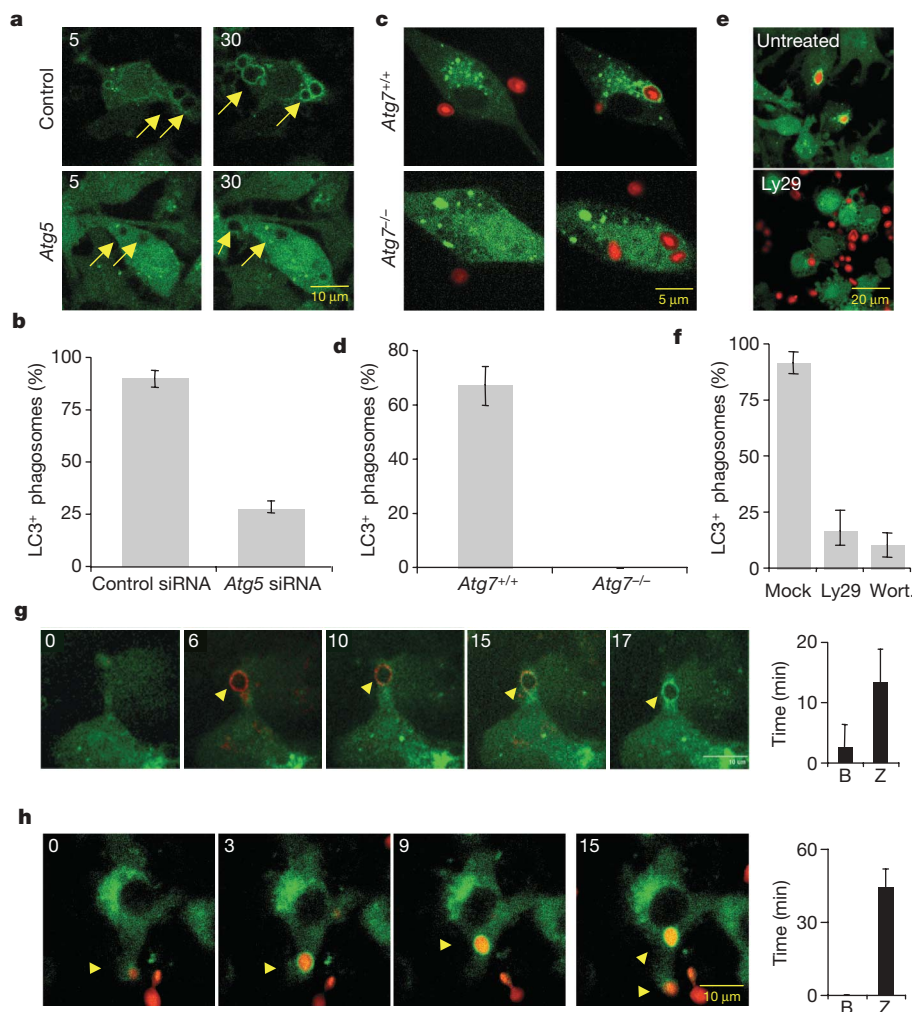 a
c
e
5
30
Control
Atg7+/+
Untreated
5
30
Atg5
10 μm
Atg7−/−
5 μm
Ly29
20 μm
b
LC3+ phagosomes (%)
100
75
50
25
0
Control siRNA
Atg5 siRNA
d
LC3+ phagosomes (%)
80
60
40
20
0
Atg7+/+
Atg7−/−
f
LC3+ phagosomes (%)
100
75
50
25
0
Mock
Ly29
Wort.
g
0
6
10
15
17
10 μm
Time (min)
20
10
0
B
Z
h
0
3
9
15
10 μm
Time (min)
60
30
0
B
Z